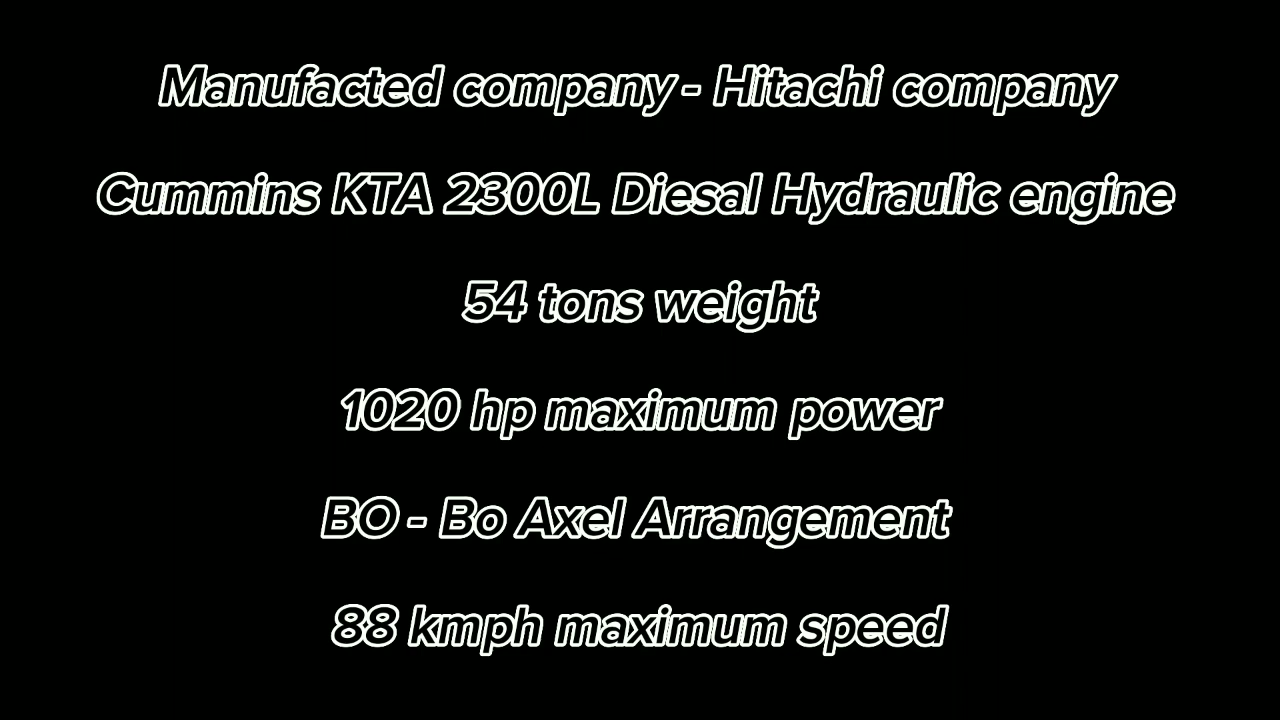 Manufacted company - Hitachi company
Cummins KTA 2300L Diesal Hydraulic engine
54 tons weight
1020 hp maximum power
BO - Bo Axel Arrangement
88 kmph maximum speed